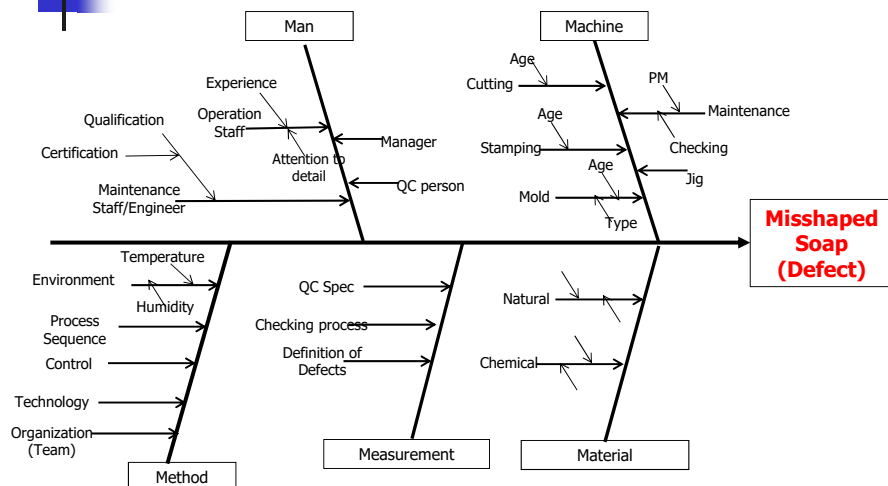 Man
Machine
Experience
Operation
Staff
Qualification
Certification
Attention to
detail
Maintenance
Staff/Engineer
Manager
QC person
Age
Cutting
PM
Maintenance
Checking
Age
Stamping
Age
Jig
Mold
Type
Misshaped
Soap
(Defect)
Temperature
Environment
Humidity
Process
Sequence
Control
Technology
Organization
(Team)
Method
QC Spec
Checking process
Definition of
Defects
Measurement
Natural
Chemical
Material